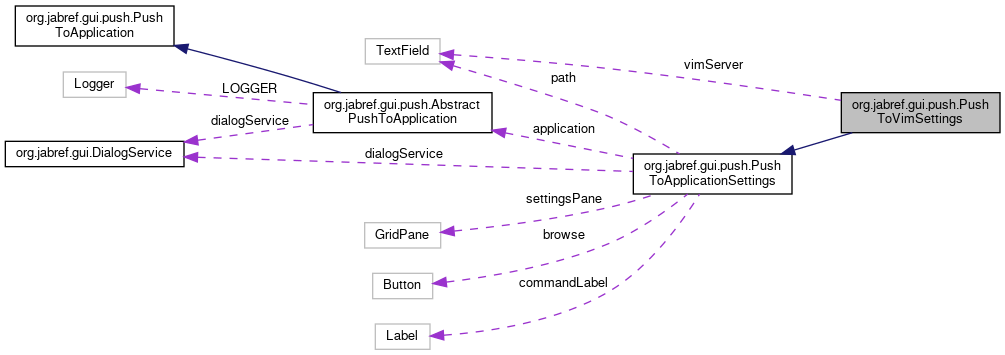 org.jabref.gui.push.Push
ToApplication
TextField
vimServer
Logger
LOGGER
path
org.jabref.gui.push.Abstract
PushToApplication
org.jabref.gui.push.Push
ToVimSettings
dialogService
application
org.jabref.gui.DialogService
dialogService
org.jabref.gui.push.Push
ToApplicationSettings
settingsPane
GridPane
browse
Button
commandLabel
Label